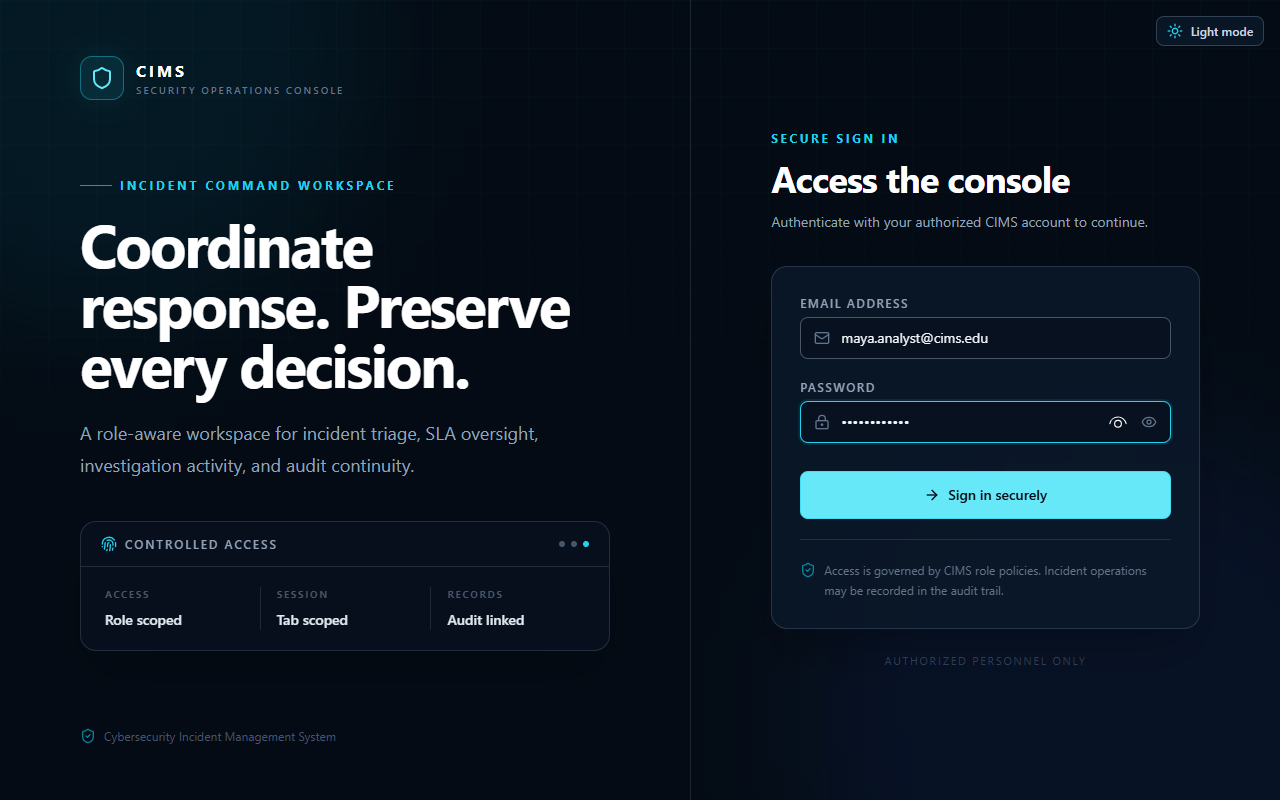 Light mode
CIMS
SECURITY OPERATIONS CONSOLE
INCIDENT COMMAND WORKSPACE
Coordinate
response. Preserve
every decision.
A role-aware workspace for incident triage, SLA oversight,
investigation activity, and audit continuity.
CONTROLLED ACCESS
ACCESS
Role scoped
SESSION
Tab scoped
RECORDS
Audit linked
Cybersecurity Incident Management System
SECURE SIGN IN
Access the console
Authenticate with your authorized CIMS account to continue.
EMAIL ADDRESS
maya.analyst@cims.edu
PASSWORD
••••••••••••
Sign in securely
Access is governed by CIMS role policies. Incident operations
may be recorded in the audit trail.
AUTHORIZED PERSONNEL ONLY